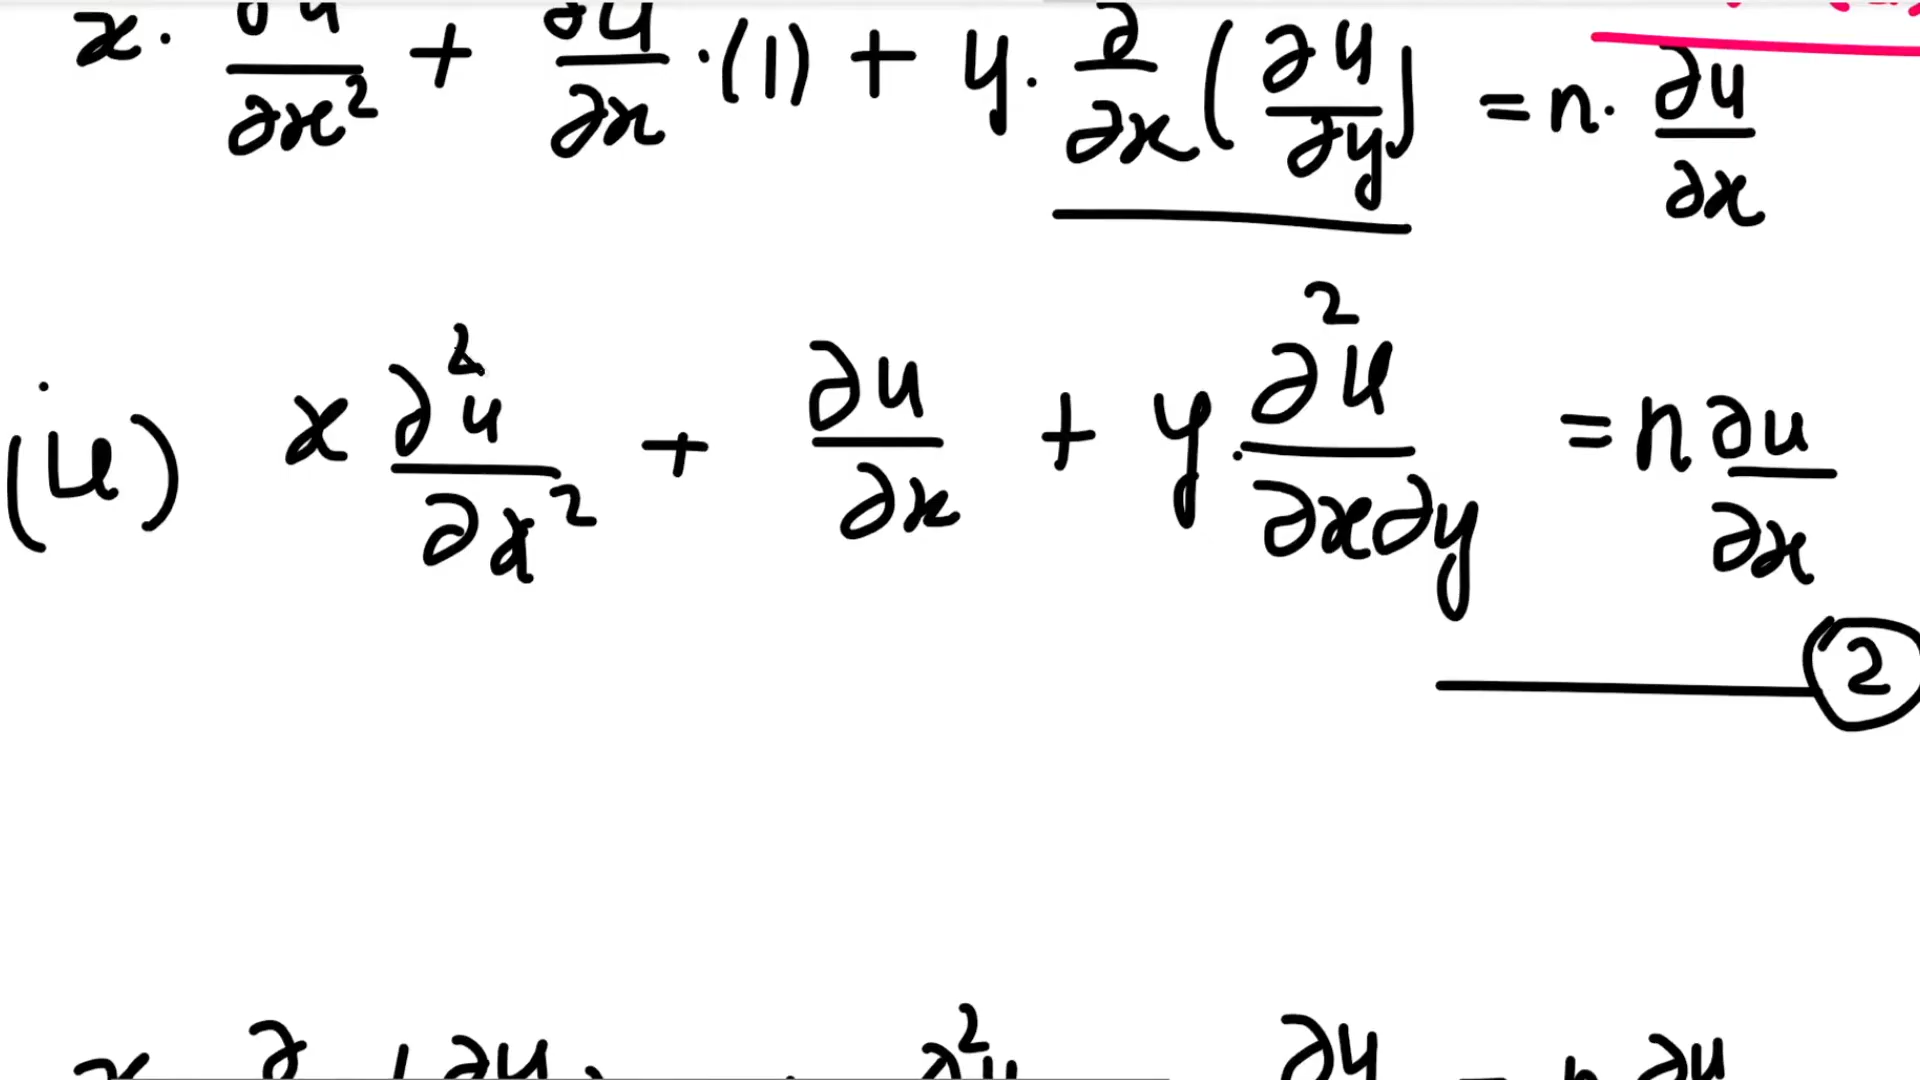 x · ∂²u/∂x² + ∂u/∂x · (1) + y · ∂/∂x (∂u/∂y) = n · ∂u/∂x
(ii) x ∂²u/∂x² + ∂u/∂x + y · ∂²u/∂x∂y = n ∂u/∂x
2